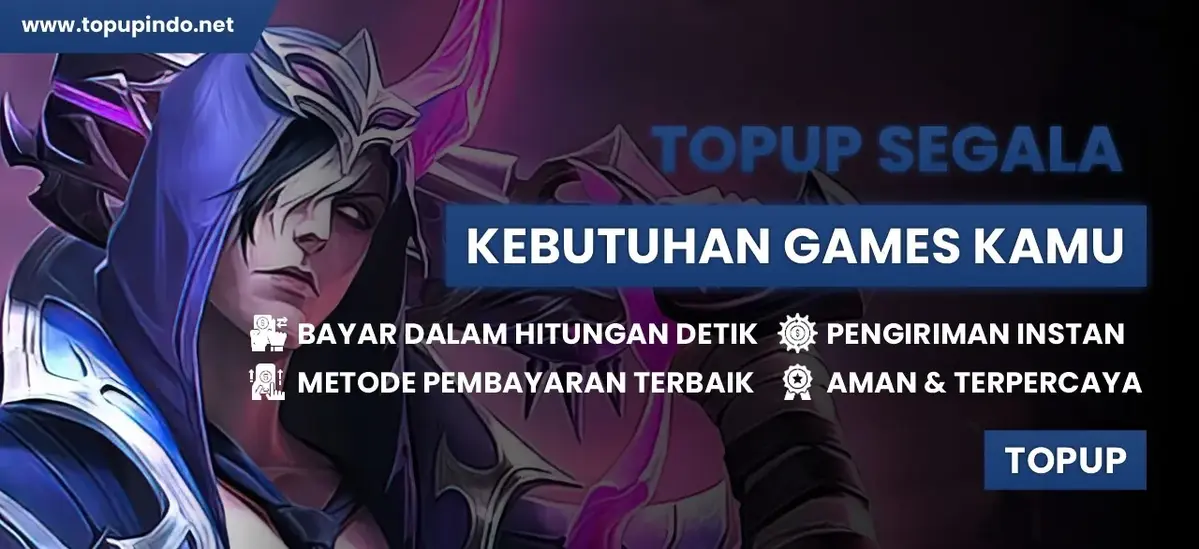 www.topupindo.net
TOPUP SEGALA
KEBUTUHAN GAMES KAMU
BAYAR DALAM HITUNGAN DETIK
PENGIRIMAN INSTAN
METODE PEMBAYARAN TERBAIK
AMAN & TERPERCAYA
TOPUP